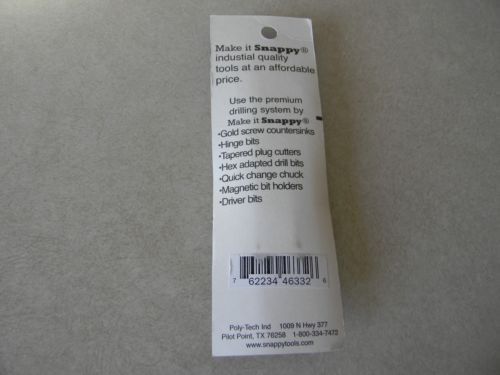 Make it Snappy®
industial quality
tools at an affordable
price.
Use the premium
drilling system by
Make it Snappy®
•Gold screw countersinks
•Hinge bits
•Tapered plug cutters
•Hex adapted drill bits
•Quick change chuck
•Magnetic bit holders
•Driver bits
7 62234 46332 6
Poly-Tech Ind 1009 N Hwy 377
Pilot Point, TX 76258 1-800-334-7472
www.snappytools.com